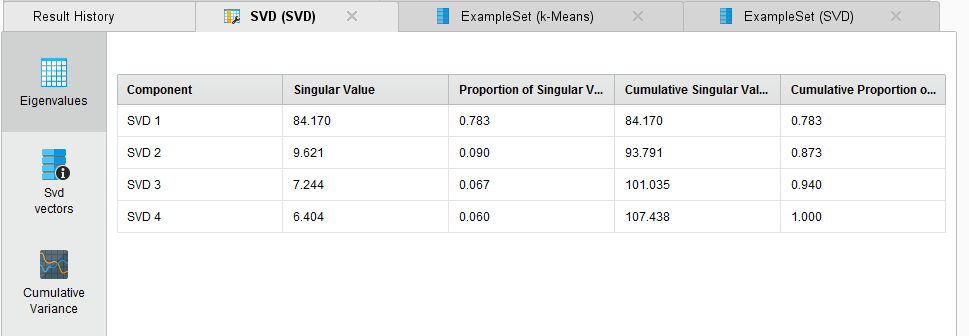 Result History SVD (SVD) ExampleSet (k-Means) ExampleSet (SVD)
Eigenvalues
Svd
vectors
Cumulative
Variance
Component Singular Value Proportion of Singular V... Cumulative Singular Val... Cumulative Proportion o...
SVD 1 84.170 0.783 84.170 0.783
SVD 2 9.621 0.090 93.791 0.873
SVD 3 7.244 0.067 101.035 0.940
SVD 4 6.404 0.060 107.438 1.000